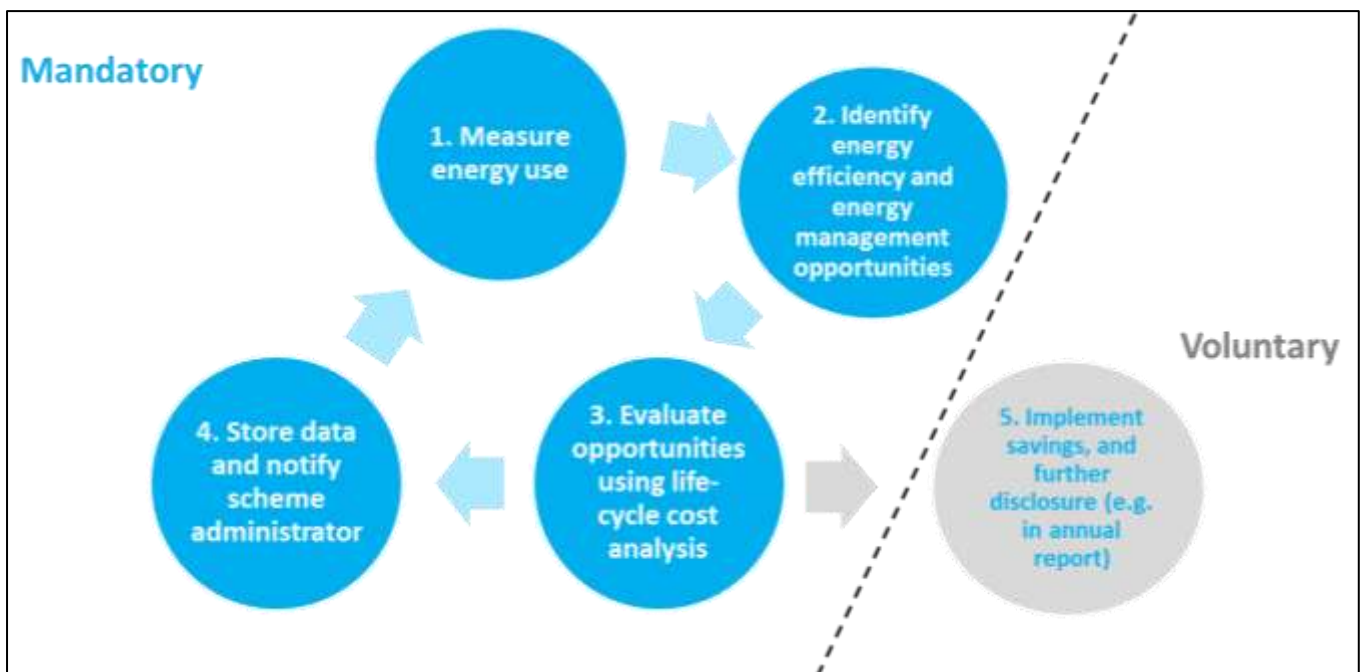 Mandatory
1. Measure
energy use
2. Identify
energy
efficiency and
energy
management
opportunities
Voluntary
3. Evaluate
opportunities
using life-
cycle cost
analysis
4. Store data
and notify
scheme
administrator
5. Implement
savings, and
further
disclosure (e.g.
in annual
report)